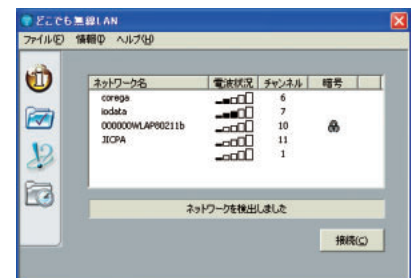 どこでも無線LAN
ファイル(F) 情報(I) ヘルプ(H)
ネットワーク名 電波状況 チャンネル 暗号
corega 6
iodata 7
000000WLAP80211b 10
JICPA 11
1
ネットワークを検出しました
接続(C)